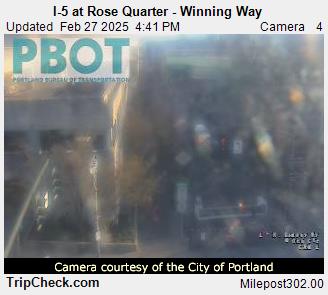 I-5 at Rose Quarter - Winning Way
Updated Feb 27 2025 4:41 PM Camera 4
PBOT
PORTLAND BUREAU OF TRANSPORTATION
Camera courtesy of the City of Portland
TripCheck.com Milepost302.00